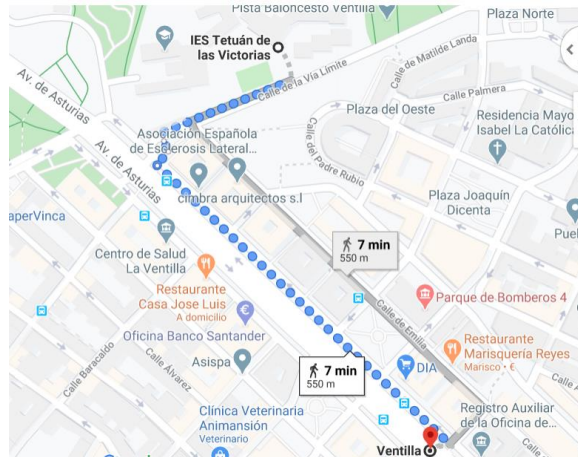 Pista Baloncesto Ventilla
Plaza Norte
IES Tetuán de
las Victorias
Calle de Matilde Landa
Calle de la Vía Límite
Calle Palmera
Av. de Asturias
Plaza del Oeste
Residencia Mayo
Isabel La Católica
Asociación Española
de Esclerosis Lateral...
Calle del Padre Rubio
Av. de Asturias
cimbra arquitectos s.l
Plaza Joaquín
Dicenta
aperVinca
Pue
Centro de Salud
La Ventilla
7 min
550 m
Restaurante
Casa Jose Luis
A domicilio
Parque de Bomberos 4
Calle de Emilia
Oficina Banco Santander
Restaurante
Marisquería Reyes
Marisco • €
Calle Baracaldo
Asispa
7 min
550 m
DIA
Calle Álvarez
Clínica Veterinaria
Animansión
Veterinario
Registro Auxiliar
de la Oficina de...
Ventilla